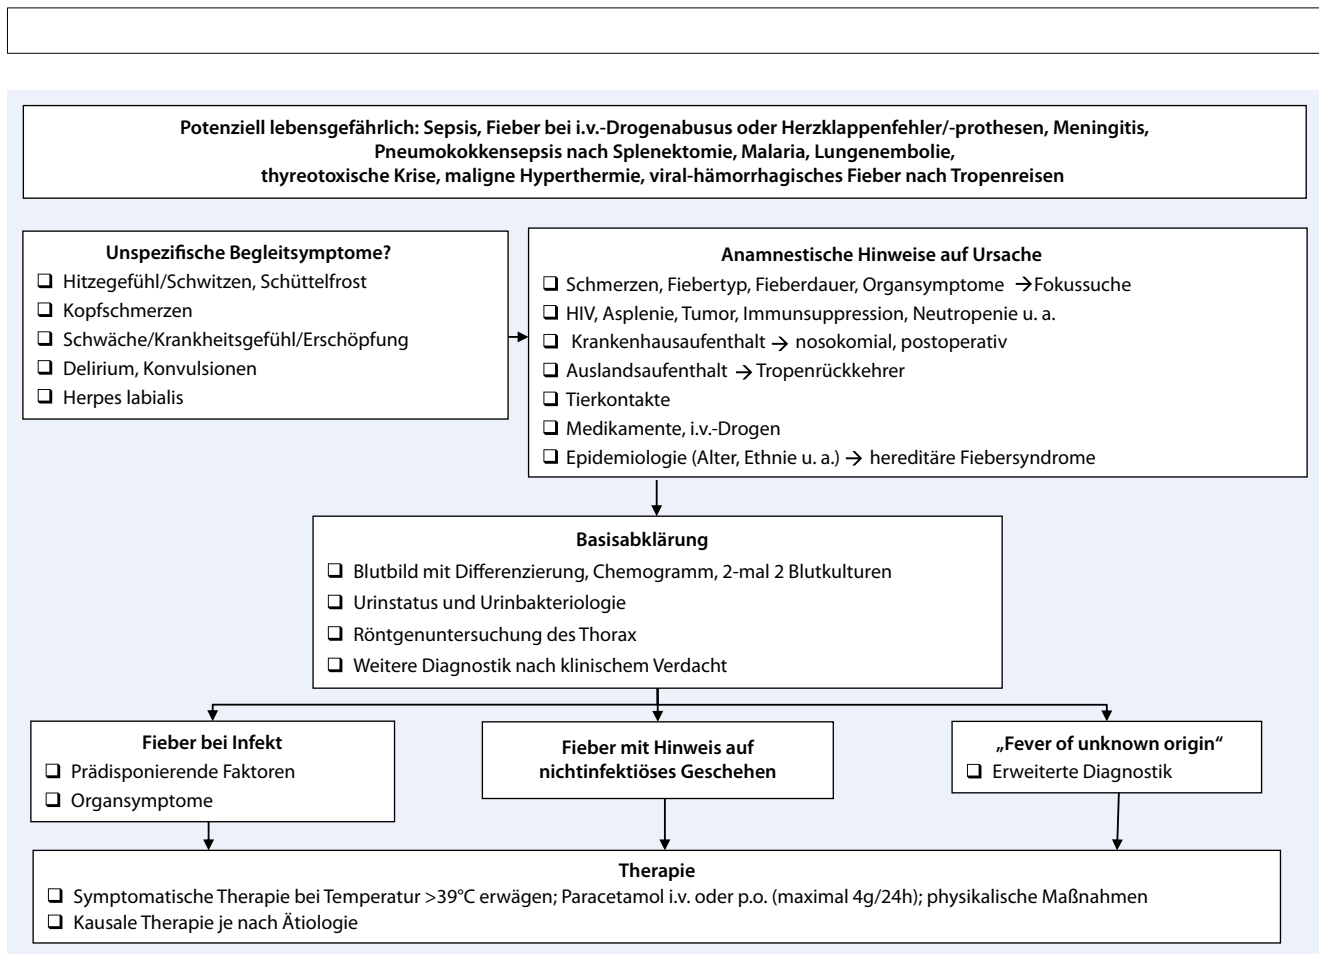 Potenziell lebensgefährlich: Sepsis, Fieber bei i.v.-Drogenabusus oder Herzklappenfehler/-prothesen, Meningitis,
Pneumokokkensepsis nach Splenektomie, Malaria, Lungenembolie,
thyreotoxische Krise, maligne Hyperthermie, viral-hämorrhagisches Fieber nach Tropenreisen
Unspezifische Begleitsymptome?
❑ Hitzegefühl/Schwitzen, Schüttelfrost
❑ Kopfschmerzen
❑ Schwäche/Krankheitsgefühl/Erschöpfung
❑ Delirium, Konvulsionen
❑ Herpes labialis
Anamnestische Hinweise auf Ursache
❑ Schmerzen, Fiebertyp, Fieberdauer, Organsymptome → Fokussuche
❑ HIV, Asplenie, Tumor, Immunsuppression, Neutropenie u. a.
❑ Krankenhausaufenthalt → nosokomial, postoperativ
❑ Auslandsaufenthalt → Tropenrückkehrer
❑ Tierkontakte
❑ Medikamente, i.v.-Drogen
❑ Epidemiologie (Alter, Ethnie u. a.) → hereditäre Fiebersyndrome
Basisabklärung
❑ Blutbild mit Differenzierung, Chemogramm, 2-mal 2 Blutkulturen
❑ Urinstatus und Urinbakteriologie
❑ Röntgenuntersuchung des Thorax
❑ Weitere Diagnostik nach klinischem Verdacht
Fieber bei Infekt
❑ Prädisponierende Faktoren
❑ Organsymptome
Fieber mit Hinweis auf
nichtinfektiöses Geschehen
„Fever of unknown origin“
❑ Erweiterte Diagnostik
Therapie
❑ Symptomatische Therapie bei Temperatur >39°C erwägen; Paracetamol i.v. oder p.o. (maximal 4g/24h); physikalische Maßnahmen
❑ Kausale Therapie je nach Ätiologie